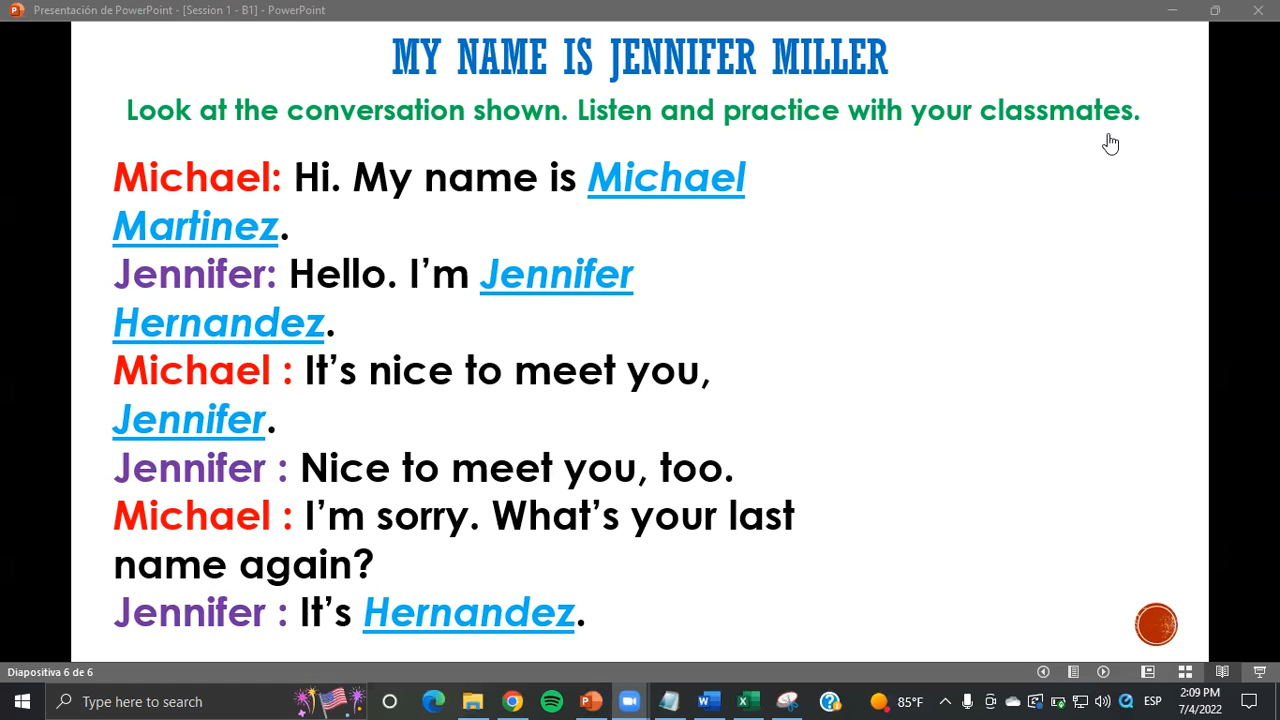 Presentación de PowerPoint - [Session 1 - B1] - PowerPoint
MY NAME IS JENNIFER MILLER
Look at the conversation shown. Listen and practice with your classmates.
Michael: Hi. My name is Michael
Martinez.
Jennifer: Hello. I’m Jennifer
Hernandez.
Michael : It’s nice to meet you,
Jennifer.
Jennifer : Nice to meet you, too.
Michael : I’m sorry. What’s your last
name again?
Jennifer : It’s Hernandez.
Diapositiva 6 de 6
Type here to search
85°F
ESP
2:09 PM
7/4/2022